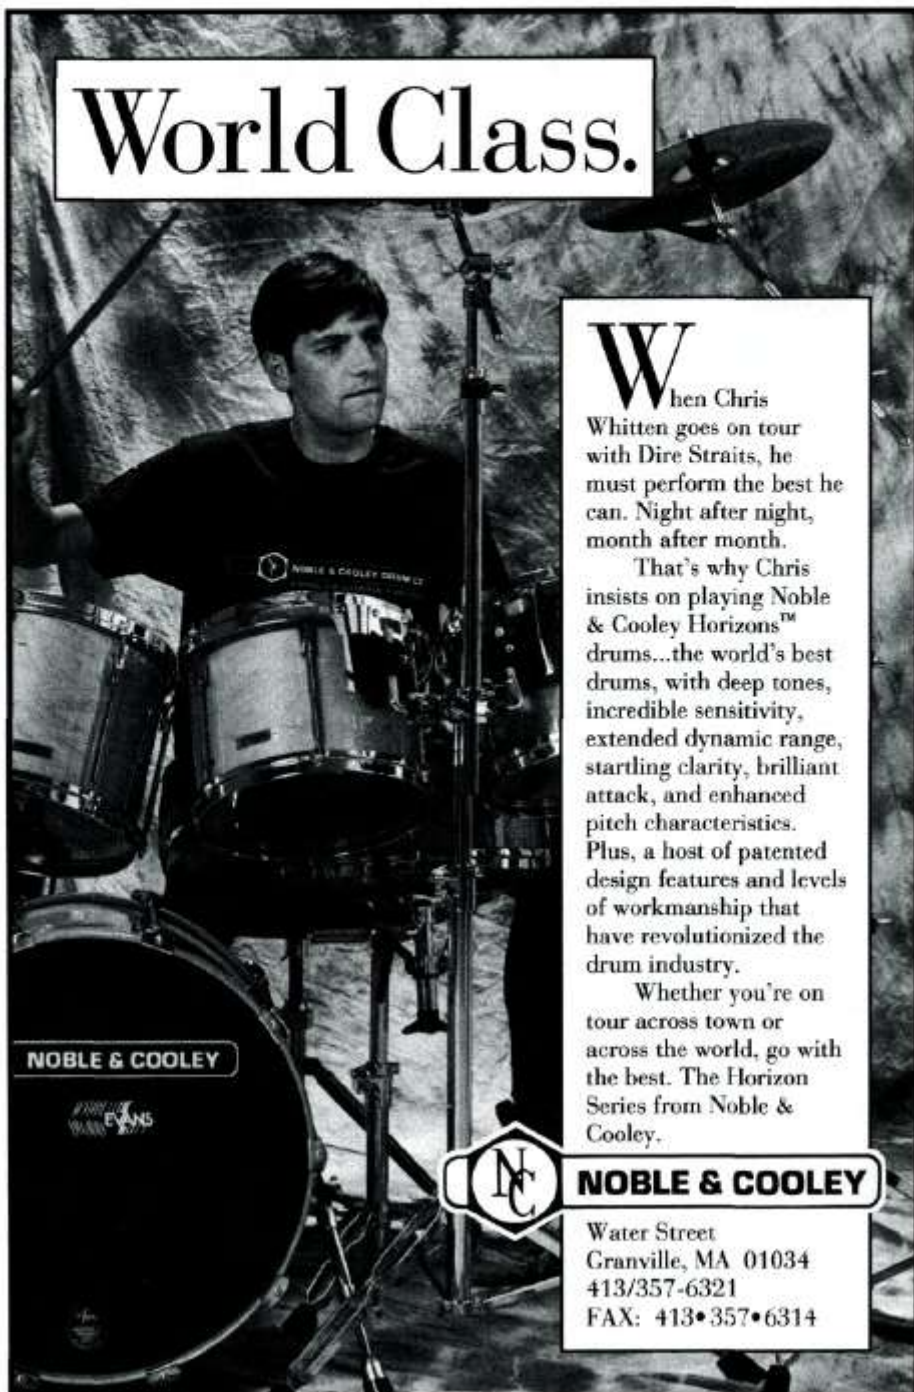 World Class.
When Chris
Whitten goes on tour
with Dire Straits, he
must perform the best he
can. Night after night,
month after month.
That's why Chris
insists on playing Noble
& Cooley Horizons™
drums...the world's best
drums, with deep tones,
incredible sensitivity,
extended dynamic range,
startling clarity, brilliant
attack, and enhanced
pitch characteristics.
Plus, a host of patented
design features and levels
of workmanship that
have revolutionized the
drum industry.
Whether you're on
tour across town or
across the world, go with
the best. The Horizon
Series from Noble &
Cooley.
NC NOBLE & COOLEY
Water Street
Granville, MA 01034
413/357-6321
FAX: 413•357•6314
NOBLE & COOLEY DRUM CO
NOBLE & COOLEY
EVANS